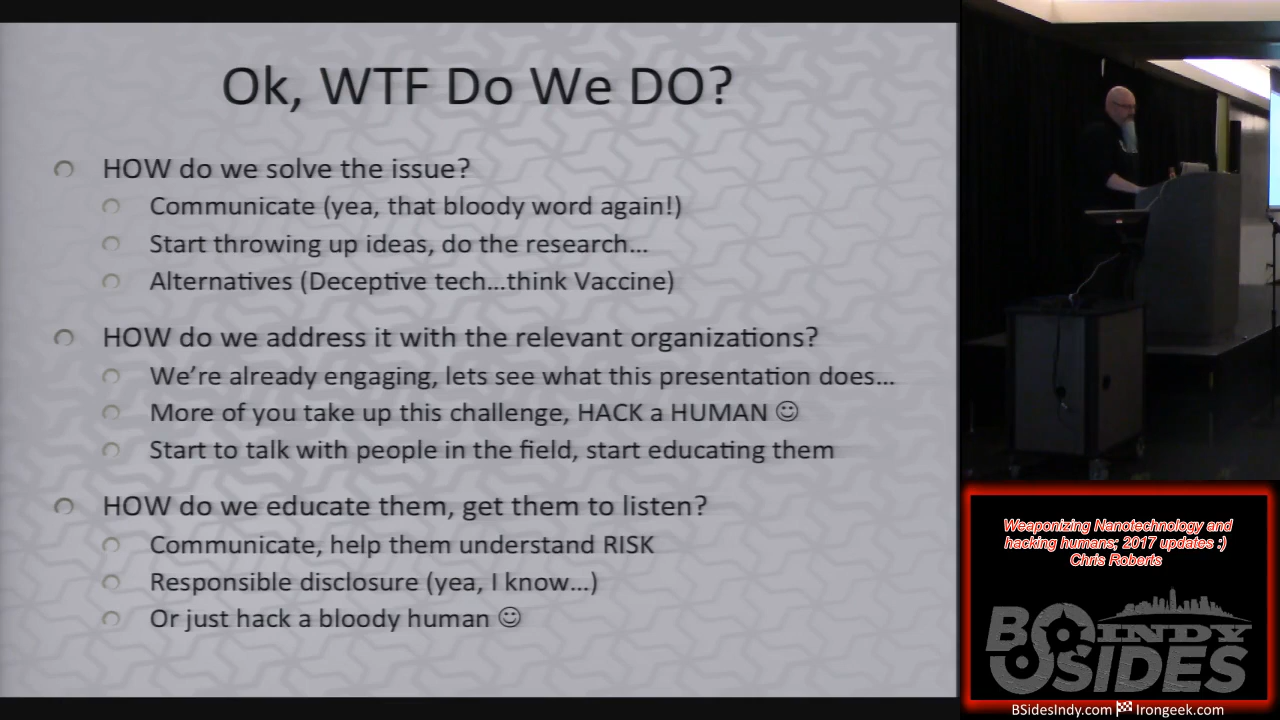 Ok, WTF Do We DO?
HOW do we solve the issue?
Communicate (yea, that bloody word again!)
Start throwing up ideas, do the research...
Alternatives (Deceptive tech...think Vaccine)
HOW do we address it with the relevant organizations?
We're already engaging, lets see what this presentation does...
More of you take up this challenge, HACK a HUMAN ☺
Start to talk with people in the field, start educating them
HOW do we educate them, get them to listen?
Communicate, help them understand RISK
Responsible disclosure (yea, I know...)
Or just hack a bloody human ☺
Weaponizing Nanotechnology and
hacking humans; 2017 updates :)
Chris Roberts
BSIDES INDY
BSidesIndy.com Irongeek.com